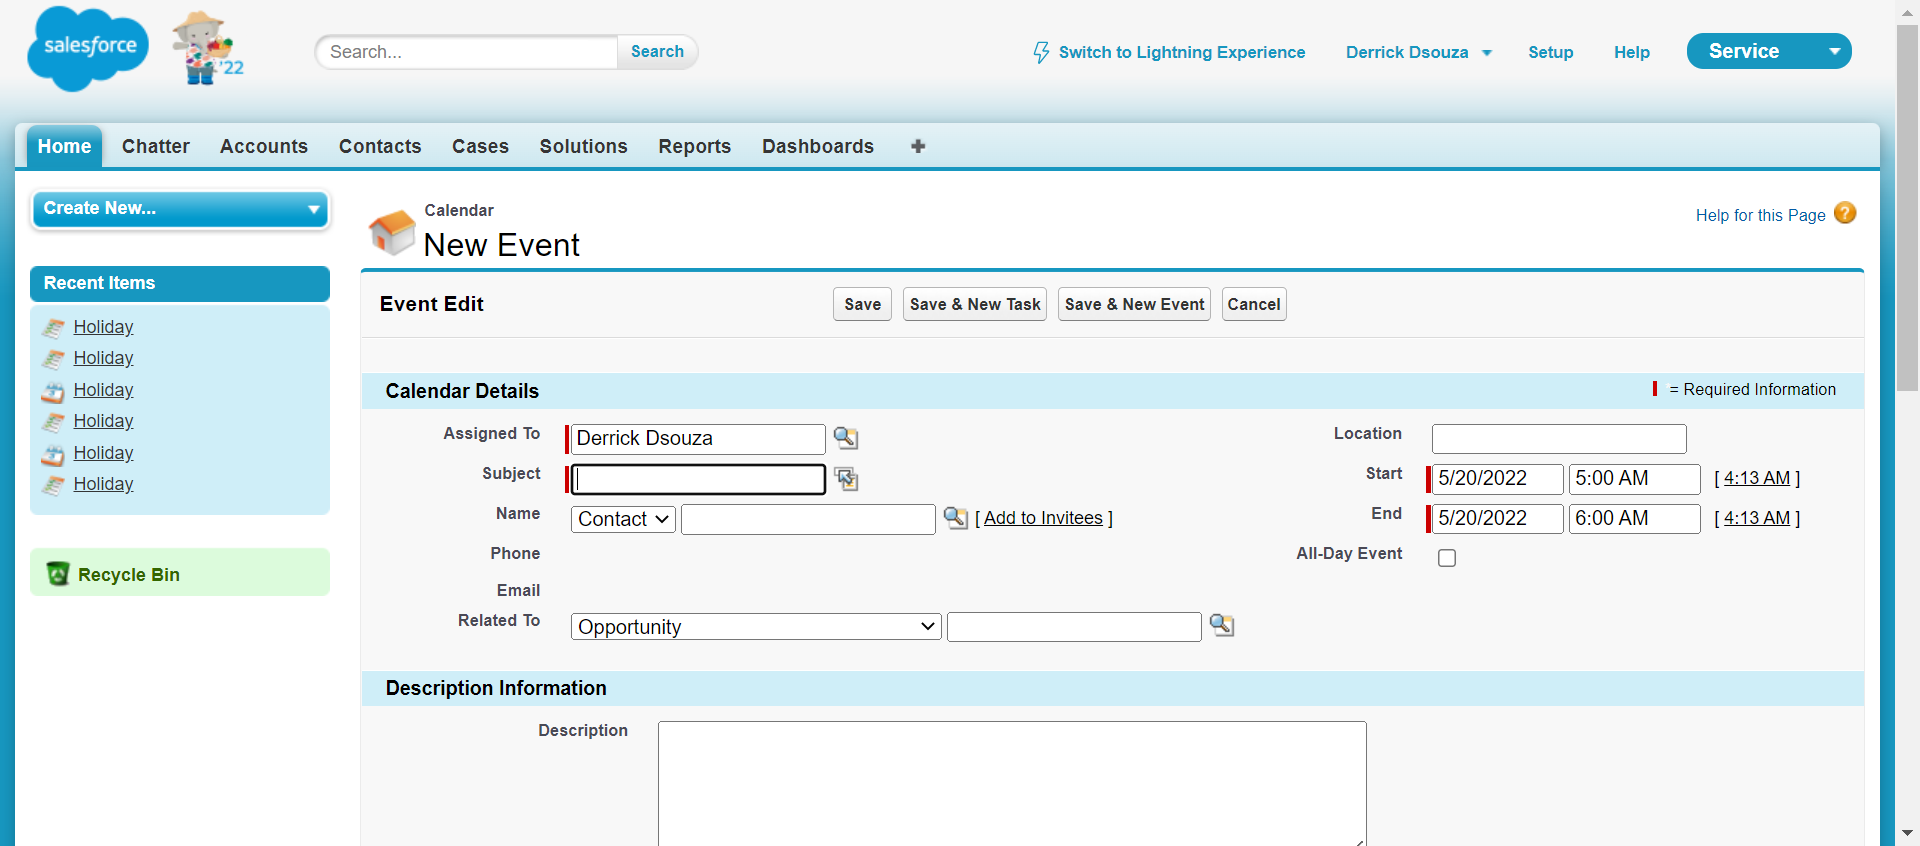 salesforce
'22
Search...
Search
Switch to Lightning Experience
Derrick Dsouza
Setup
Help
Service
Home
Chatter
Accounts
Contacts
Cases
Solutions
Reports
Dashboards
Create New...
Calendar
New Event
Help for this Page
?
Recent Items
Holiday
Holiday
Holiday
Holiday
Holiday
Holiday
Recycle Bin
Event Edit
Save
Save & New Task
Save & New Event
Cancel
Calendar Details
= Required Information
Assigned To
Derrick Dsouza
Location
Subject
Start
5/20/2022
5:00 AM
[ 4:13 AM ]
Name
Contact
[ Add to Invitees ]
End
5/20/2022
6:00 AM
[ 4:13 AM ]
Phone
All-Day Event
Email
Related To
Opportunity
Description Information
Description